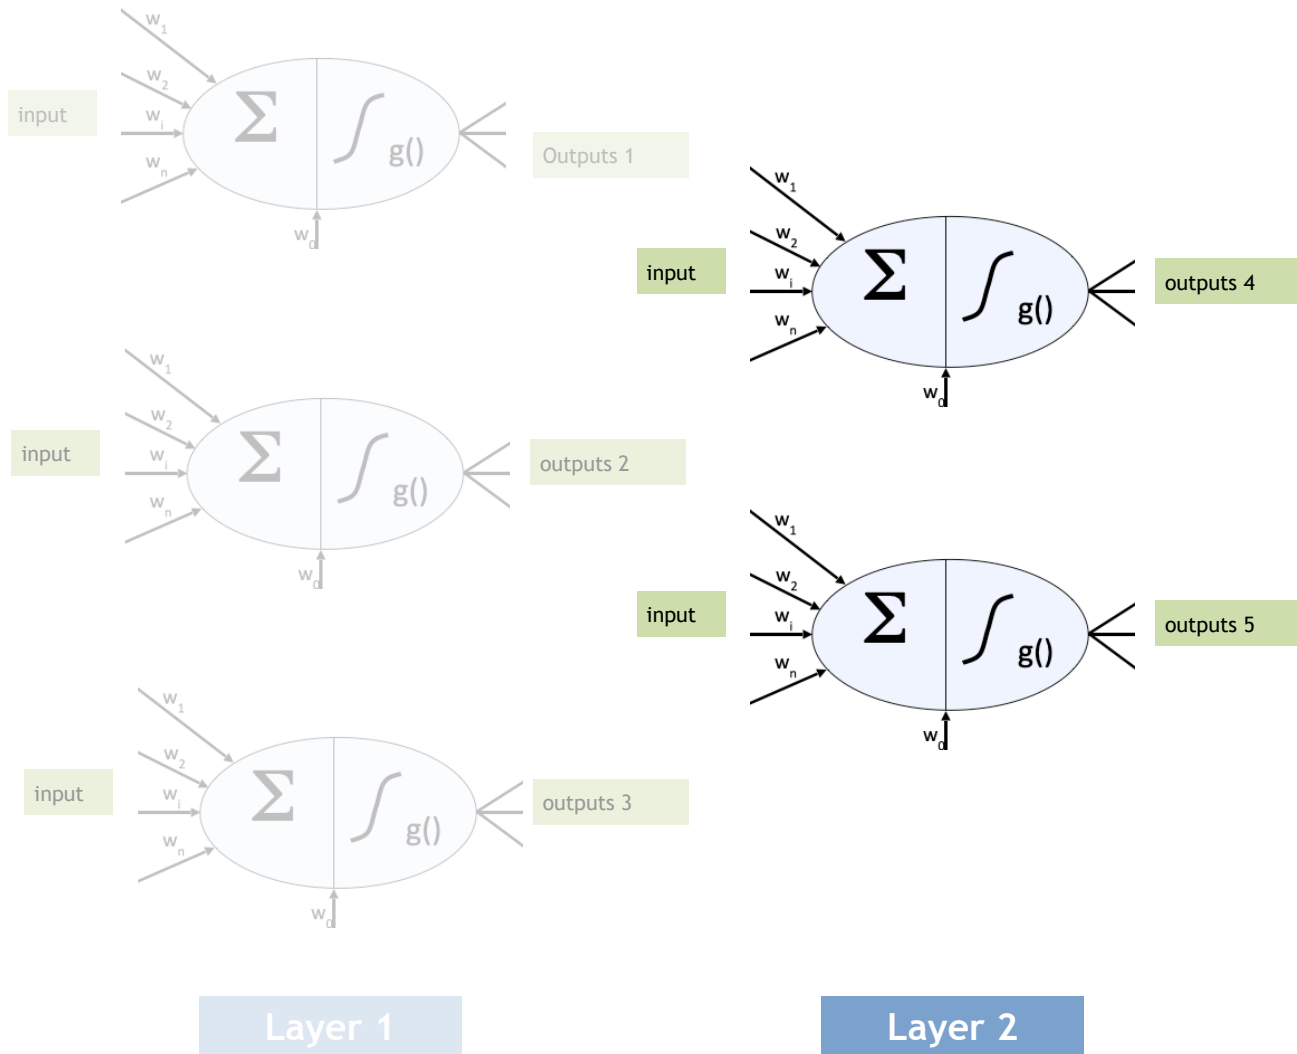 w1
w2
input
wi
wn
Σ
g()
Outputs 1
w0
w1
w2
input
wi
wn
Σ
g()
outputs 2
w0
w1
w2
input
wi
wn
Σ
g()
outputs 3
w0
Layer 1
w1
w2
input
wi
wn
Σ
g()
outputs 4
w0
w1
w2
input
wi
wn
Σ
g()
outputs 5
w0
Layer 2